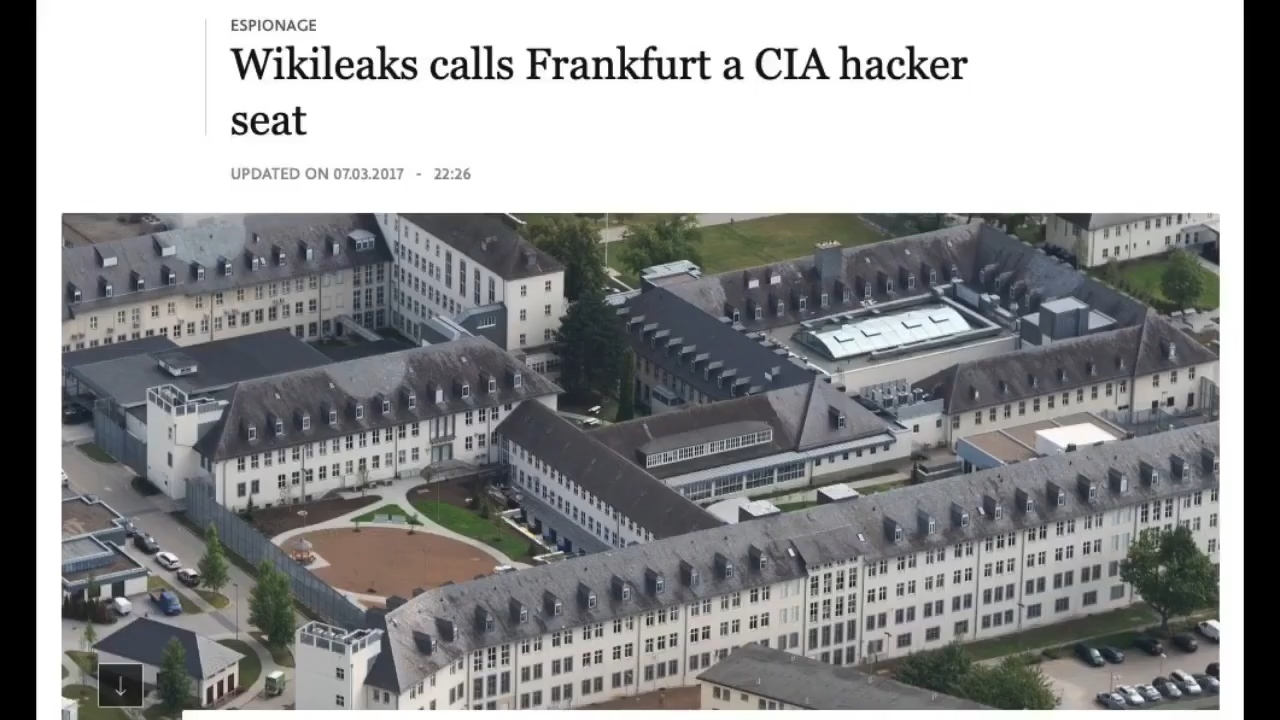 ESPIONAGE
Wikileaks calls Frankfurt a CIA hacker
seat
UPDATED ON 07.03.2017 - 22:26